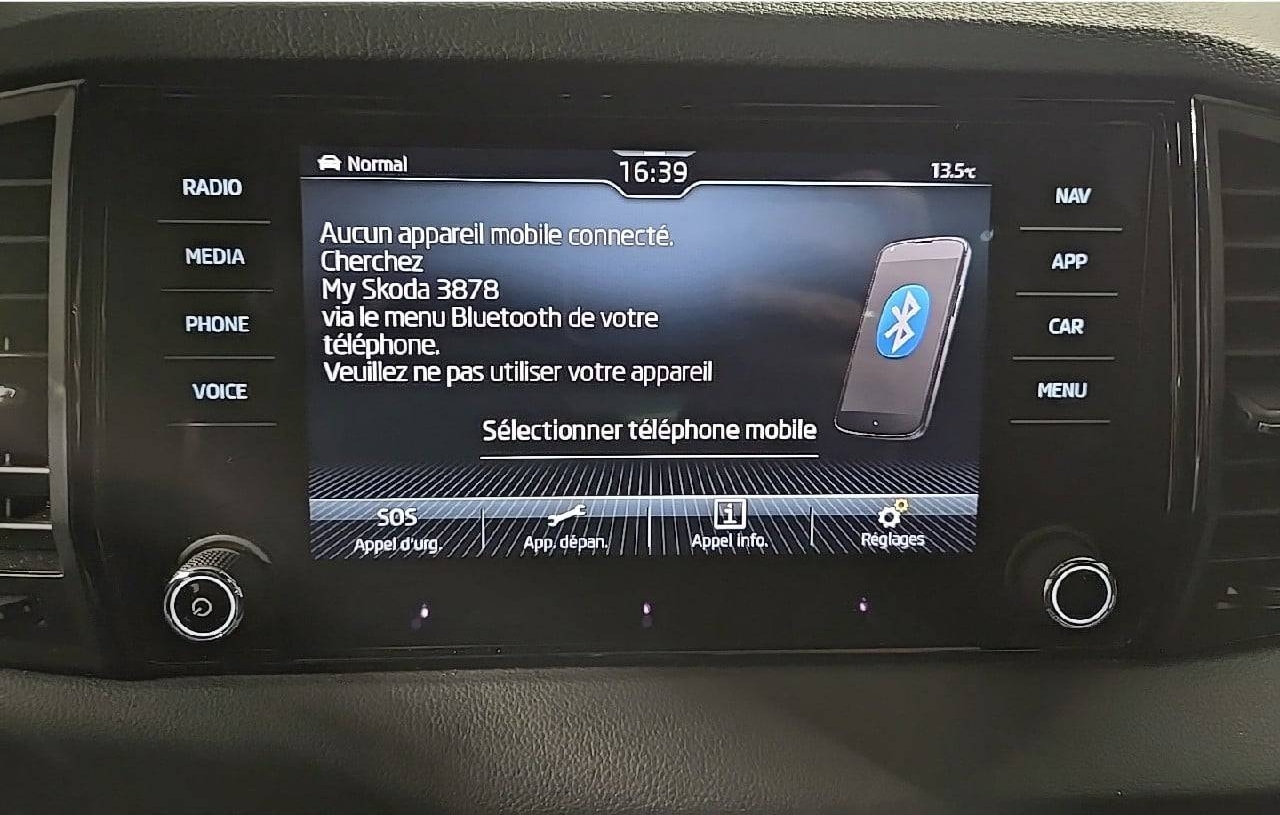 Normal
16:39
13.5°C
RADIO
MEDIA
PHONE
VOICE
Aucun appareil mobile connecté.
Cherchez
My Skoda 3878
via le menu Bluetooth de votre
téléphone.
Veuillez ne pas utiliser votre appareil
Sélectionner téléphone mobile
SOS
Appel d'urg.
App. dépan.
i
Appel info.
Réglages
NAV
APP
CAR
MENU